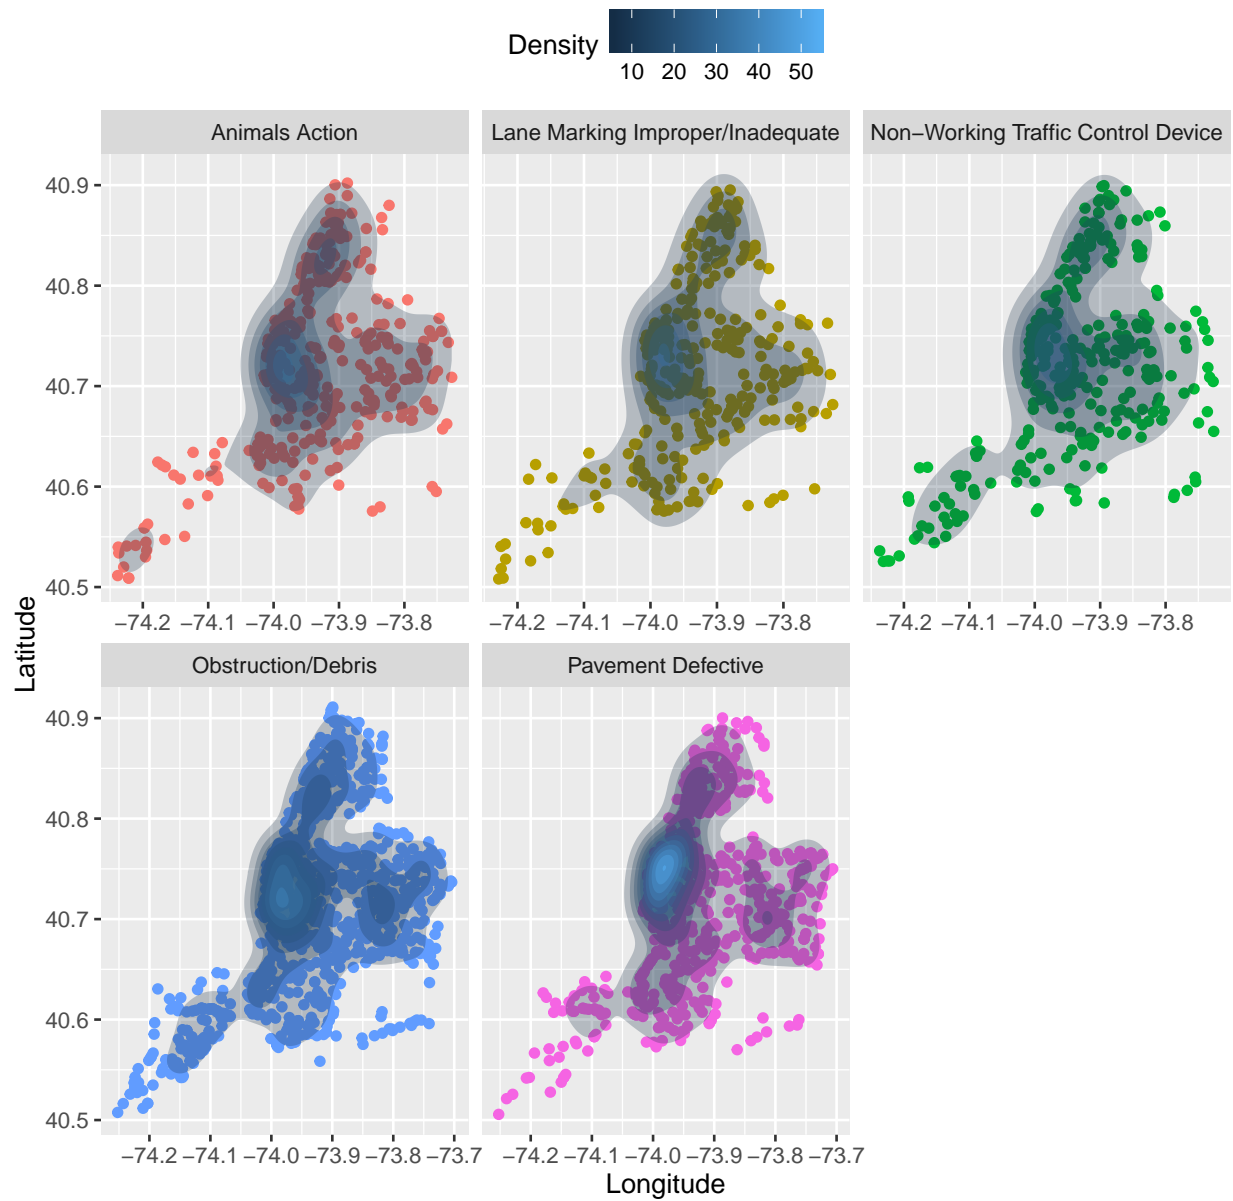 Density
10 20 30 40 50
Animals Action
Lane Marking Improper/Inadequate
Non−Working Traffic Control Device
40.9
40.8
40.7
40.6
40.5
−74.2 −74.1 −74.0 −73.9 −73.8
−74.2 −74.1 −74.0 −73.9 −73.8
−74.2 −74.1 −74.0 −73.9 −73.8
Latitude
Obstruction/Debris
Pavement Defective
40.9
40.8
40.7
40.6
40.5
−74.2 −74.1 −74.0 −73.9 −73.8 −73.7
−74.2 −74.1 −74.0 −73.9 −73.8 −73.7
Longitude